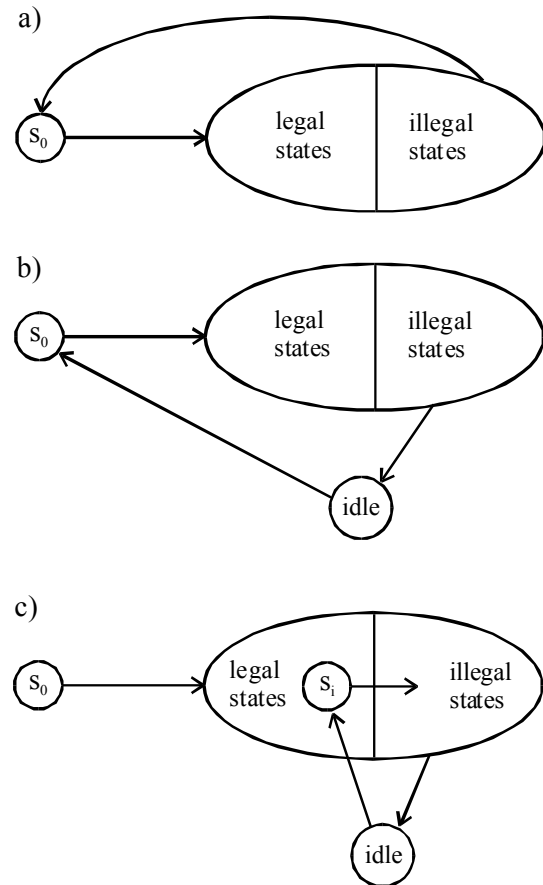 a)
legal illegal
S₀ states states
b)
legal illegal
S₀ states states
idle
c)
legal illegal
S₀ states Sᵢ states
idle